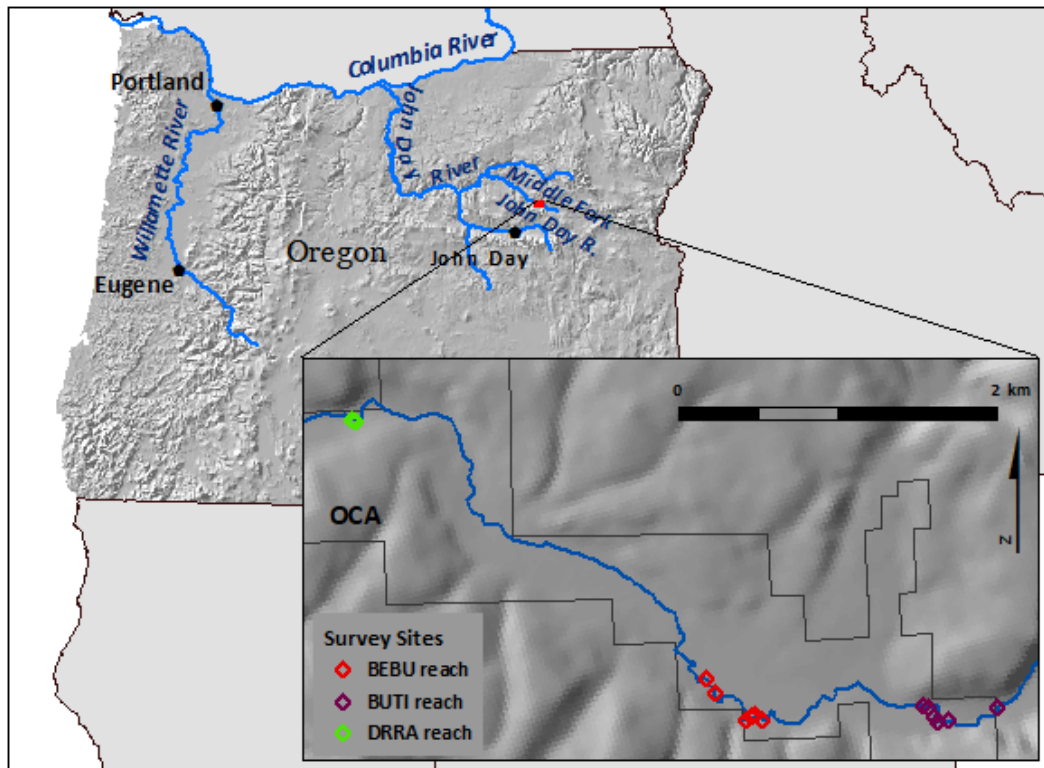 Columbia River
Portland
Willamette River
John Day
River
Middle Fork
John Day R.
Oregon
John Day
Eugene
0 2 km
N
OCA
Survey Sites
BEBU reach
BUTI reach
DRRA reach